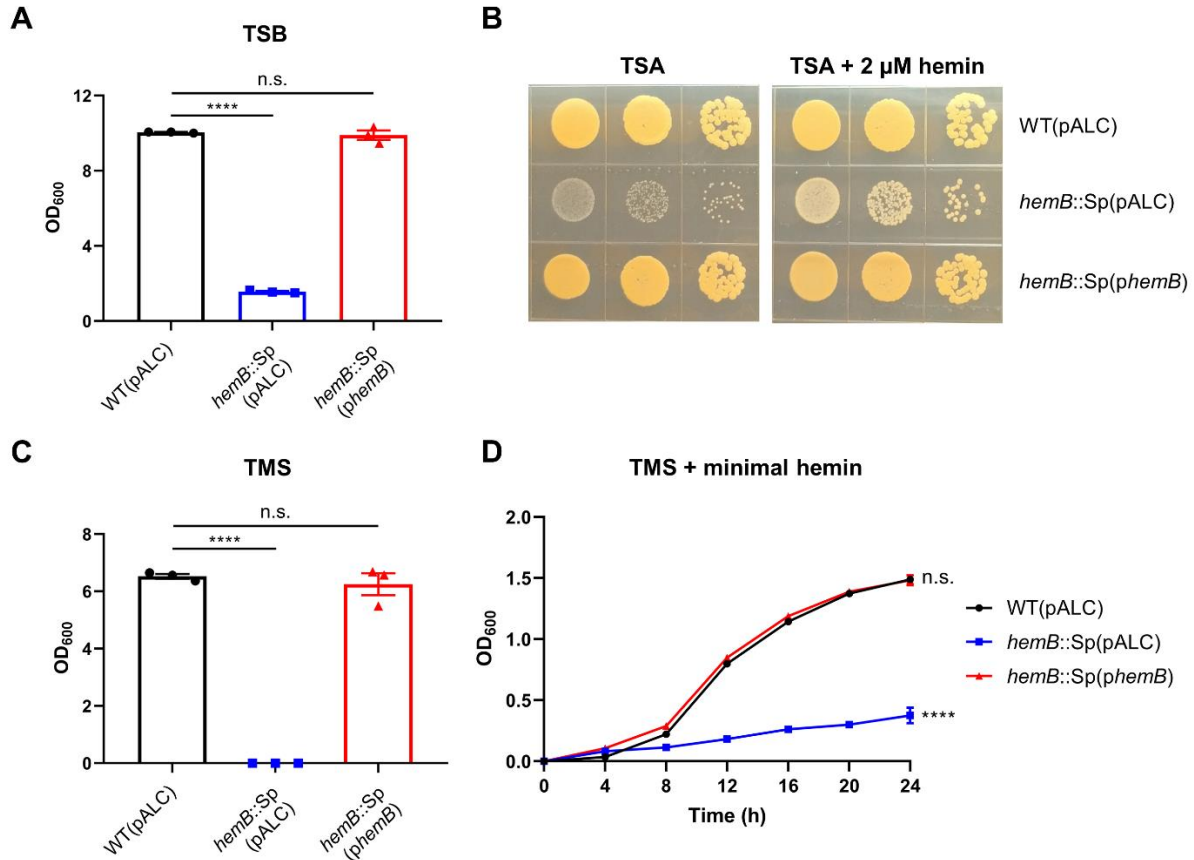 A
TSB
n.s.
****
12
8
4
0
OD600
WT(pALC)
hemB::Sp
(pALC)
hemB::Sp
(phemB)
B
TSA
TSA + 2 µM hemin
WT(pALC)
hemB::Sp(pALC)
hemB::Sp(phemB)
C
TMS
n.s.
****
8
6
4
2
0
OD600
WT(pALC)
hemB::Sp
(pALC)
hemB::Sp
(phemB)
D
TMS + minimal hemin
2.0
1.5
1.0
0.5
0.0
OD600
0 4 8 12 16 20 24
Time (h)
n.s.
****
WT(pALC)
hemB::Sp(pALC)
hemB::Sp(phemB)